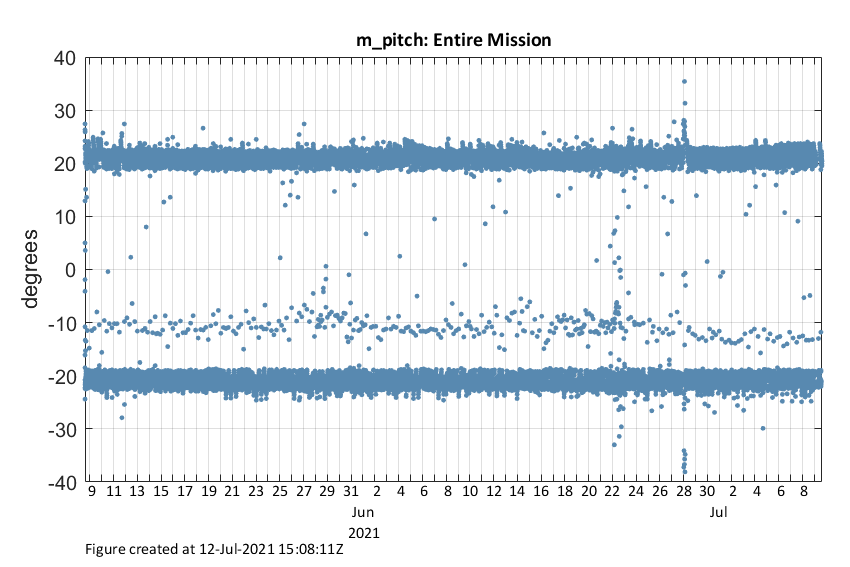 m_pitch: Entire Mission
40
30
20
10
0
-10
-20
-30
-40
degrees
9 11 13 15 17 19 21 23 25 27 29 31 2 4 6 8 10 12 14 16 18 20 22 24 26 28 30 2 4 6 8
Jun Jul
2021
Figure created at 12-Jul-2021 15:08:11Z